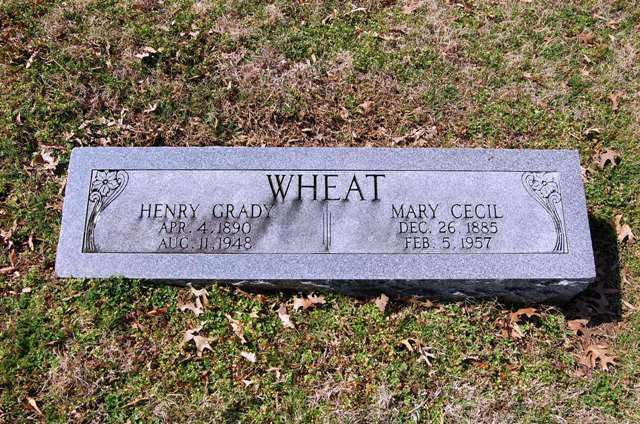 WHEAT
HENRY GRADY
APR. 4, 1890
AUG. 11, 1948
MARY CECIL
DEC. 26, 1885
FEB. 5, 1957